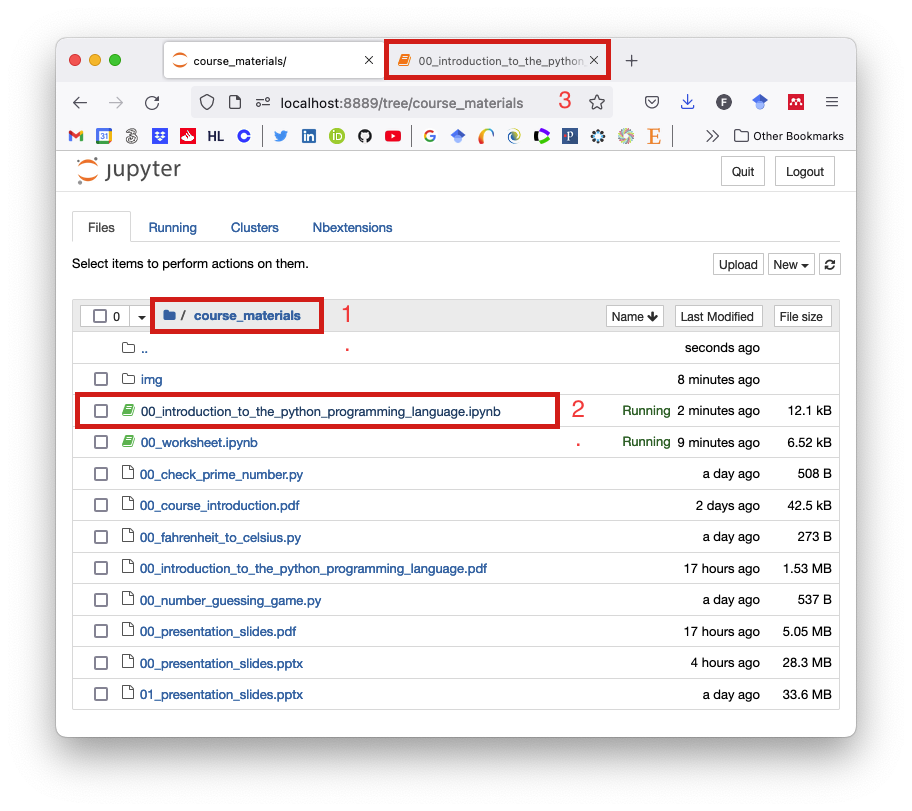 course_materials/ × 00_introduction_to_the_python × +
localhost:8889/tree/course_materials 3 F
31 HL C G P E Other Bookmarks
jupyter Quit Logout
Files Running Clusters Nbextensions
Select items to perform actions on them. Upload New
0 / course_materials 1 Name Last Modified File size
.. . seconds ago
img 8 minutes ago
00_introduction_to_the_python_programming_language.ipynb 2 Running 2 minutes ago 12.1 kB
00_worksheet.ipynb . Running 9 minutes ago 6.52 kB
00_check_prime_number.py a day ago 508 B
00_course_introduction.pdf 2 days ago 42.5 kB
00_fahrenheit_to_celsius.py a day ago 273 B
00_introduction_to_the_python_programming_language.pdf 17 hours ago 1.53 MB
00_number_guessing_game.py a day ago 537 B
00_presentation_slides.pdf 17 hours ago 5.05 MB
00_presentation_slides.pptx 4 hours ago 28.3 MB
01_presentation_slides.pptx a day ago 33.6 MB